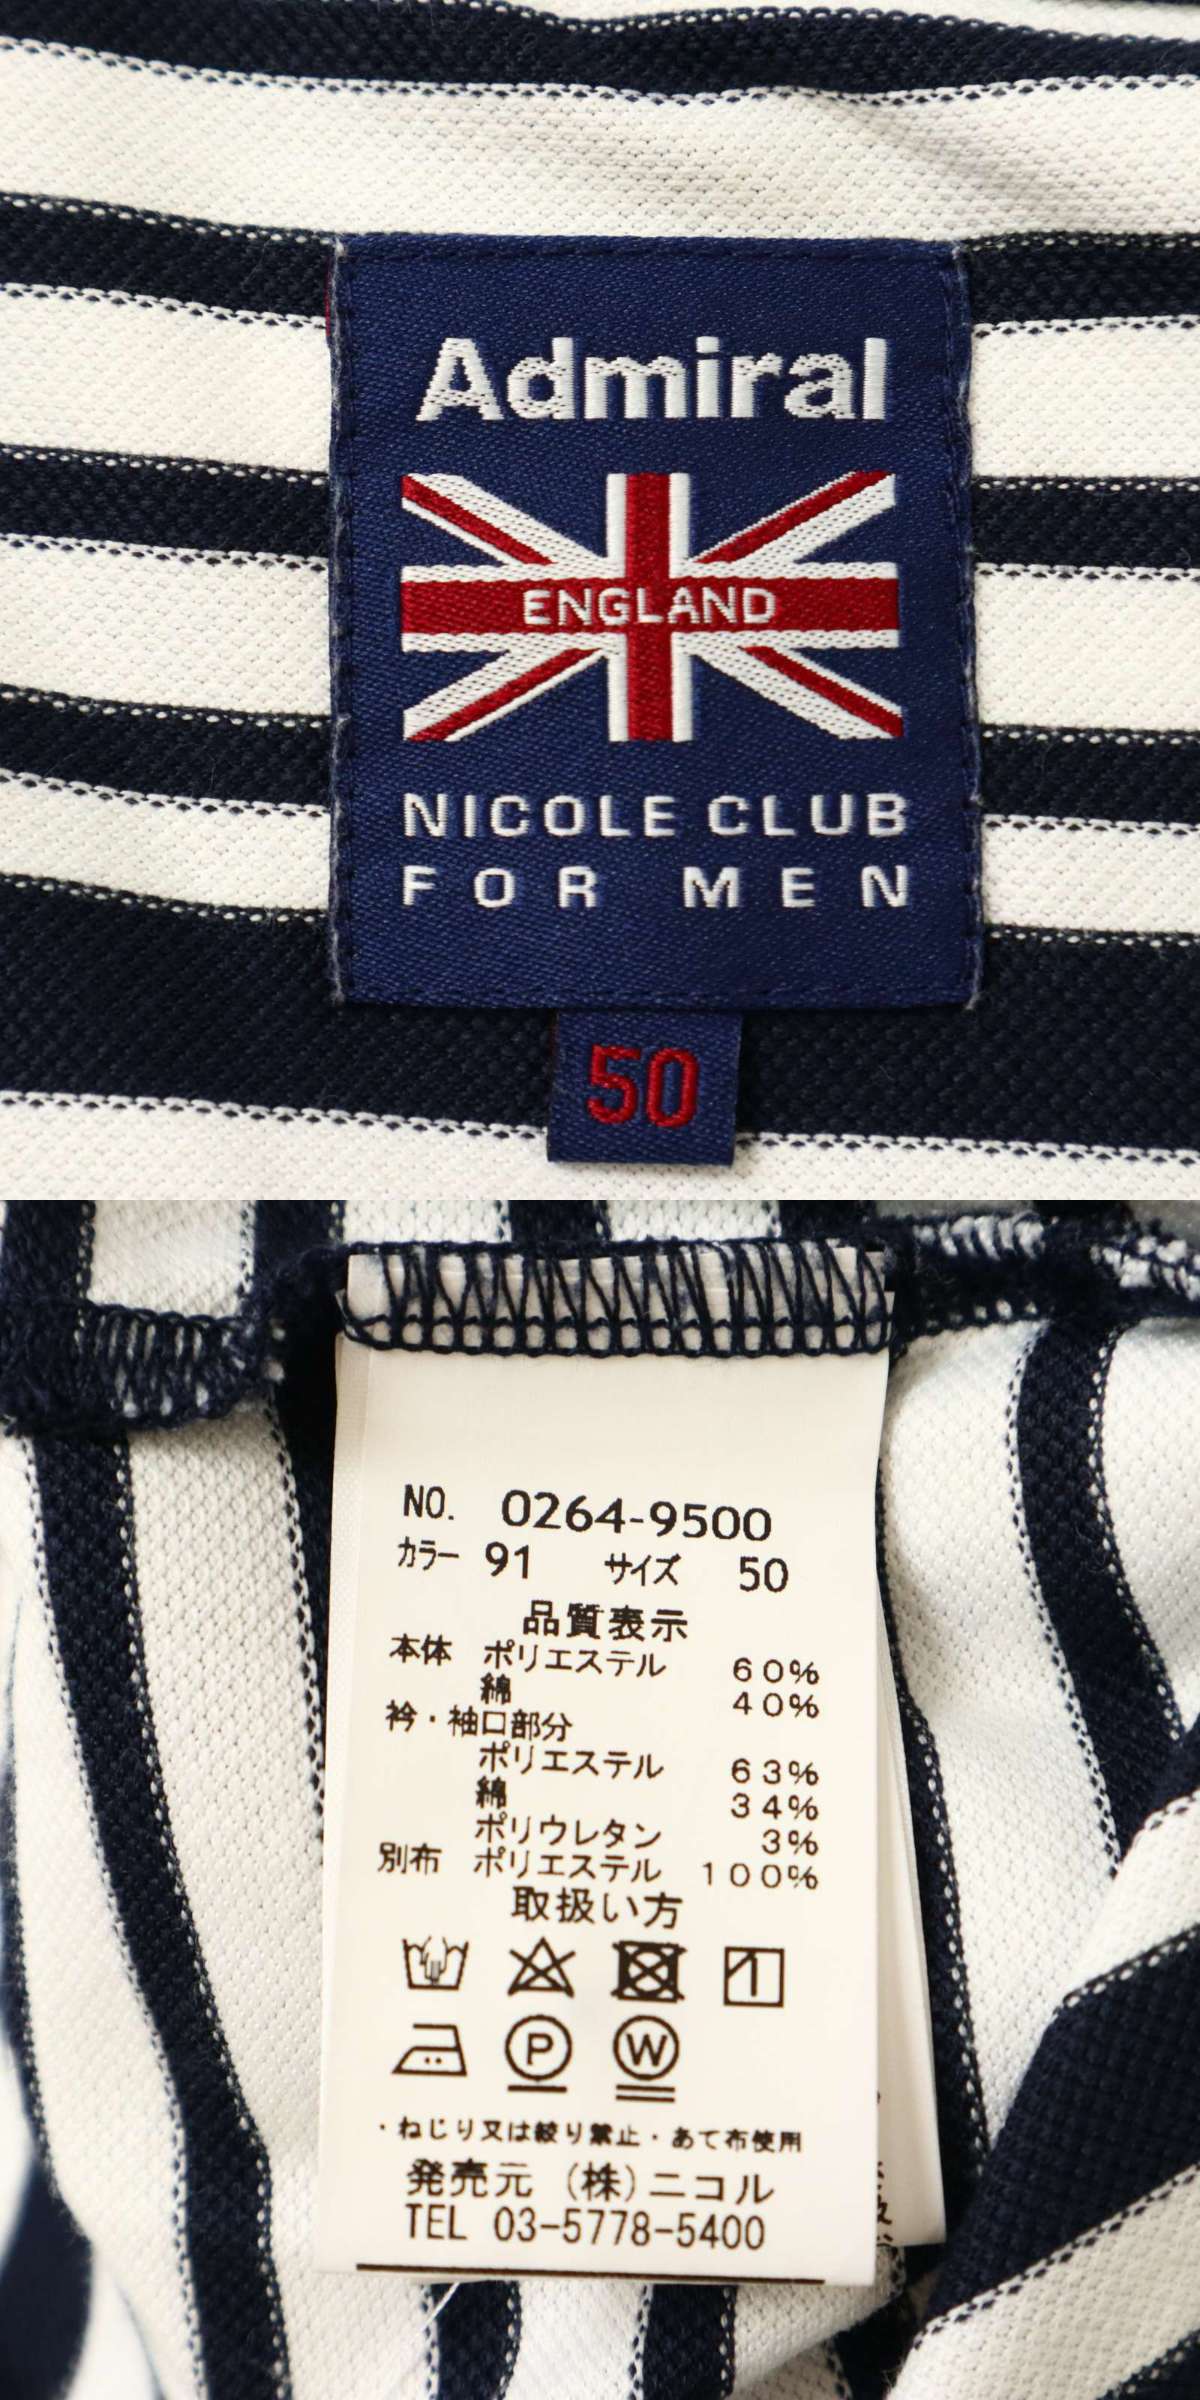 Admiral
ENGLAND
NICOLE CLUB
FOR MEN
50
NO. 0264-9500
カラー 91 サイズ 50
品質表示
本体 ポリエステル 60%
綿 40%
衿・袖口部分
ポリエステル 63%
綿 34%
ポリウレタン 3%
別布 ポリエステル 100%
取扱い方
P W
・ねじり又は絞り禁止・あて布使用
発売元 (株)ニコル
TEL 03-5778-5400